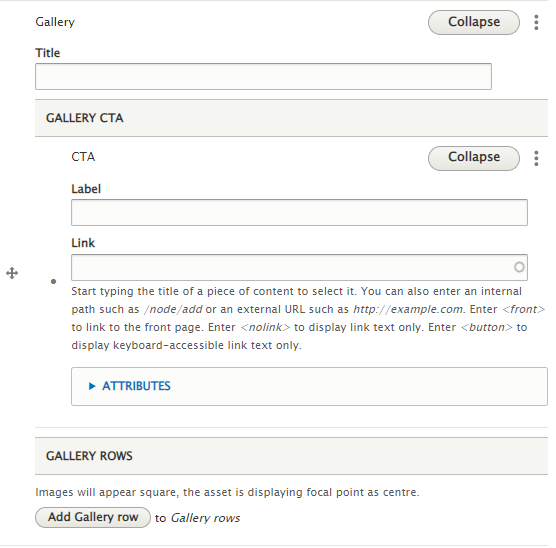 Gallery
Collapse
Title
GALLERY CTA
CTA
Collapse
Label
Link
Start typing the title of a piece of content to select it. You can also enter an internal
path such as /node/add or an external URL such as http://example.com. Enter <front>
to link to the front page. Enter <nolink> to display link text only. Enter <button> to
display keyboard-accessible link text only.
ATTRIBUTES
GALLERY ROWS
Images will appear square, the asset is displaying focal point as centre.
Add Gallery row to Gallery rows